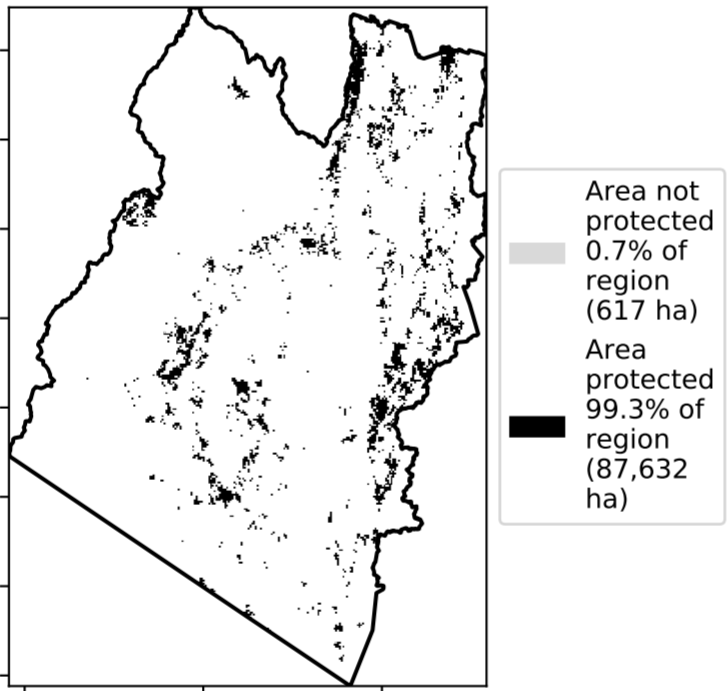 Area not
protected
0.7% of
region
(617 ha)
Area
protected
99.3% of
region
(87,632
ha)